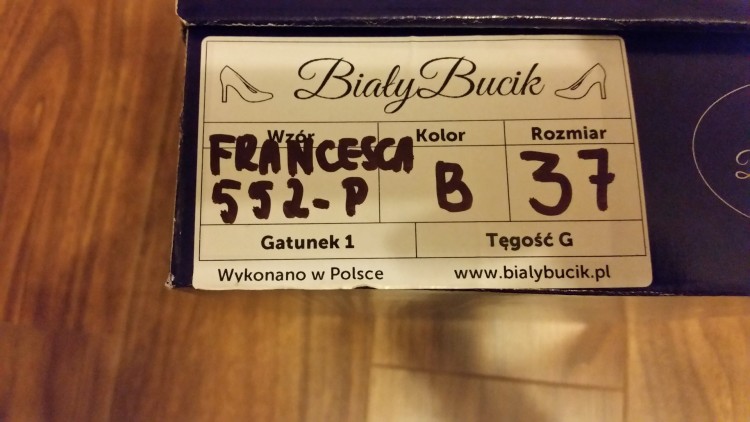 BiałyBucik
Wzór Kolor Rozmiar
FRANCESCA
552-P B 37
Gatunek 1 Tęgość G
Wykonano w Polsce www.bialybucik.pl